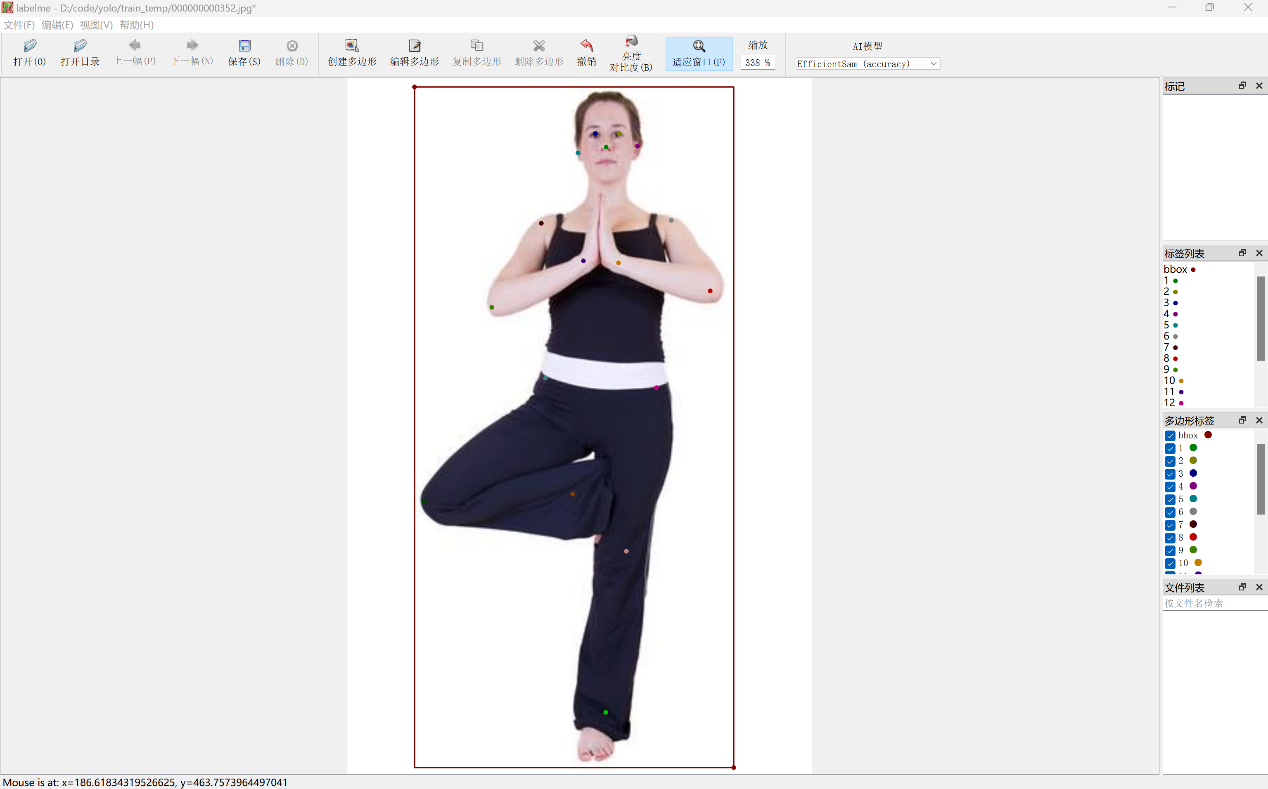 labelme - D:/code/yolo/train_temp/000000000352.jpg*
文件(F) 编辑(E) 视图(V) 帮助(H)
打开(O) 打开目录 上一幅(P) 下一幅(N) 保存(S) 删除(D) 创建多边形 编辑多边形 复制多边形 删除多边形 撤销 亮度 对比度(B) 适应窗口(F) 缩放 338 % AI模型 EfficientSam (accuracy)
标记
标签列表
bbox
1
2
3
4
5
6
7
8
9
10
11
12
多边形标签
bbox
1
2
3
4
5
6
7
8
9
10
文件列表
按文件名检索
Mouse is at: x=186.61834319526625, y=463.7573964497041